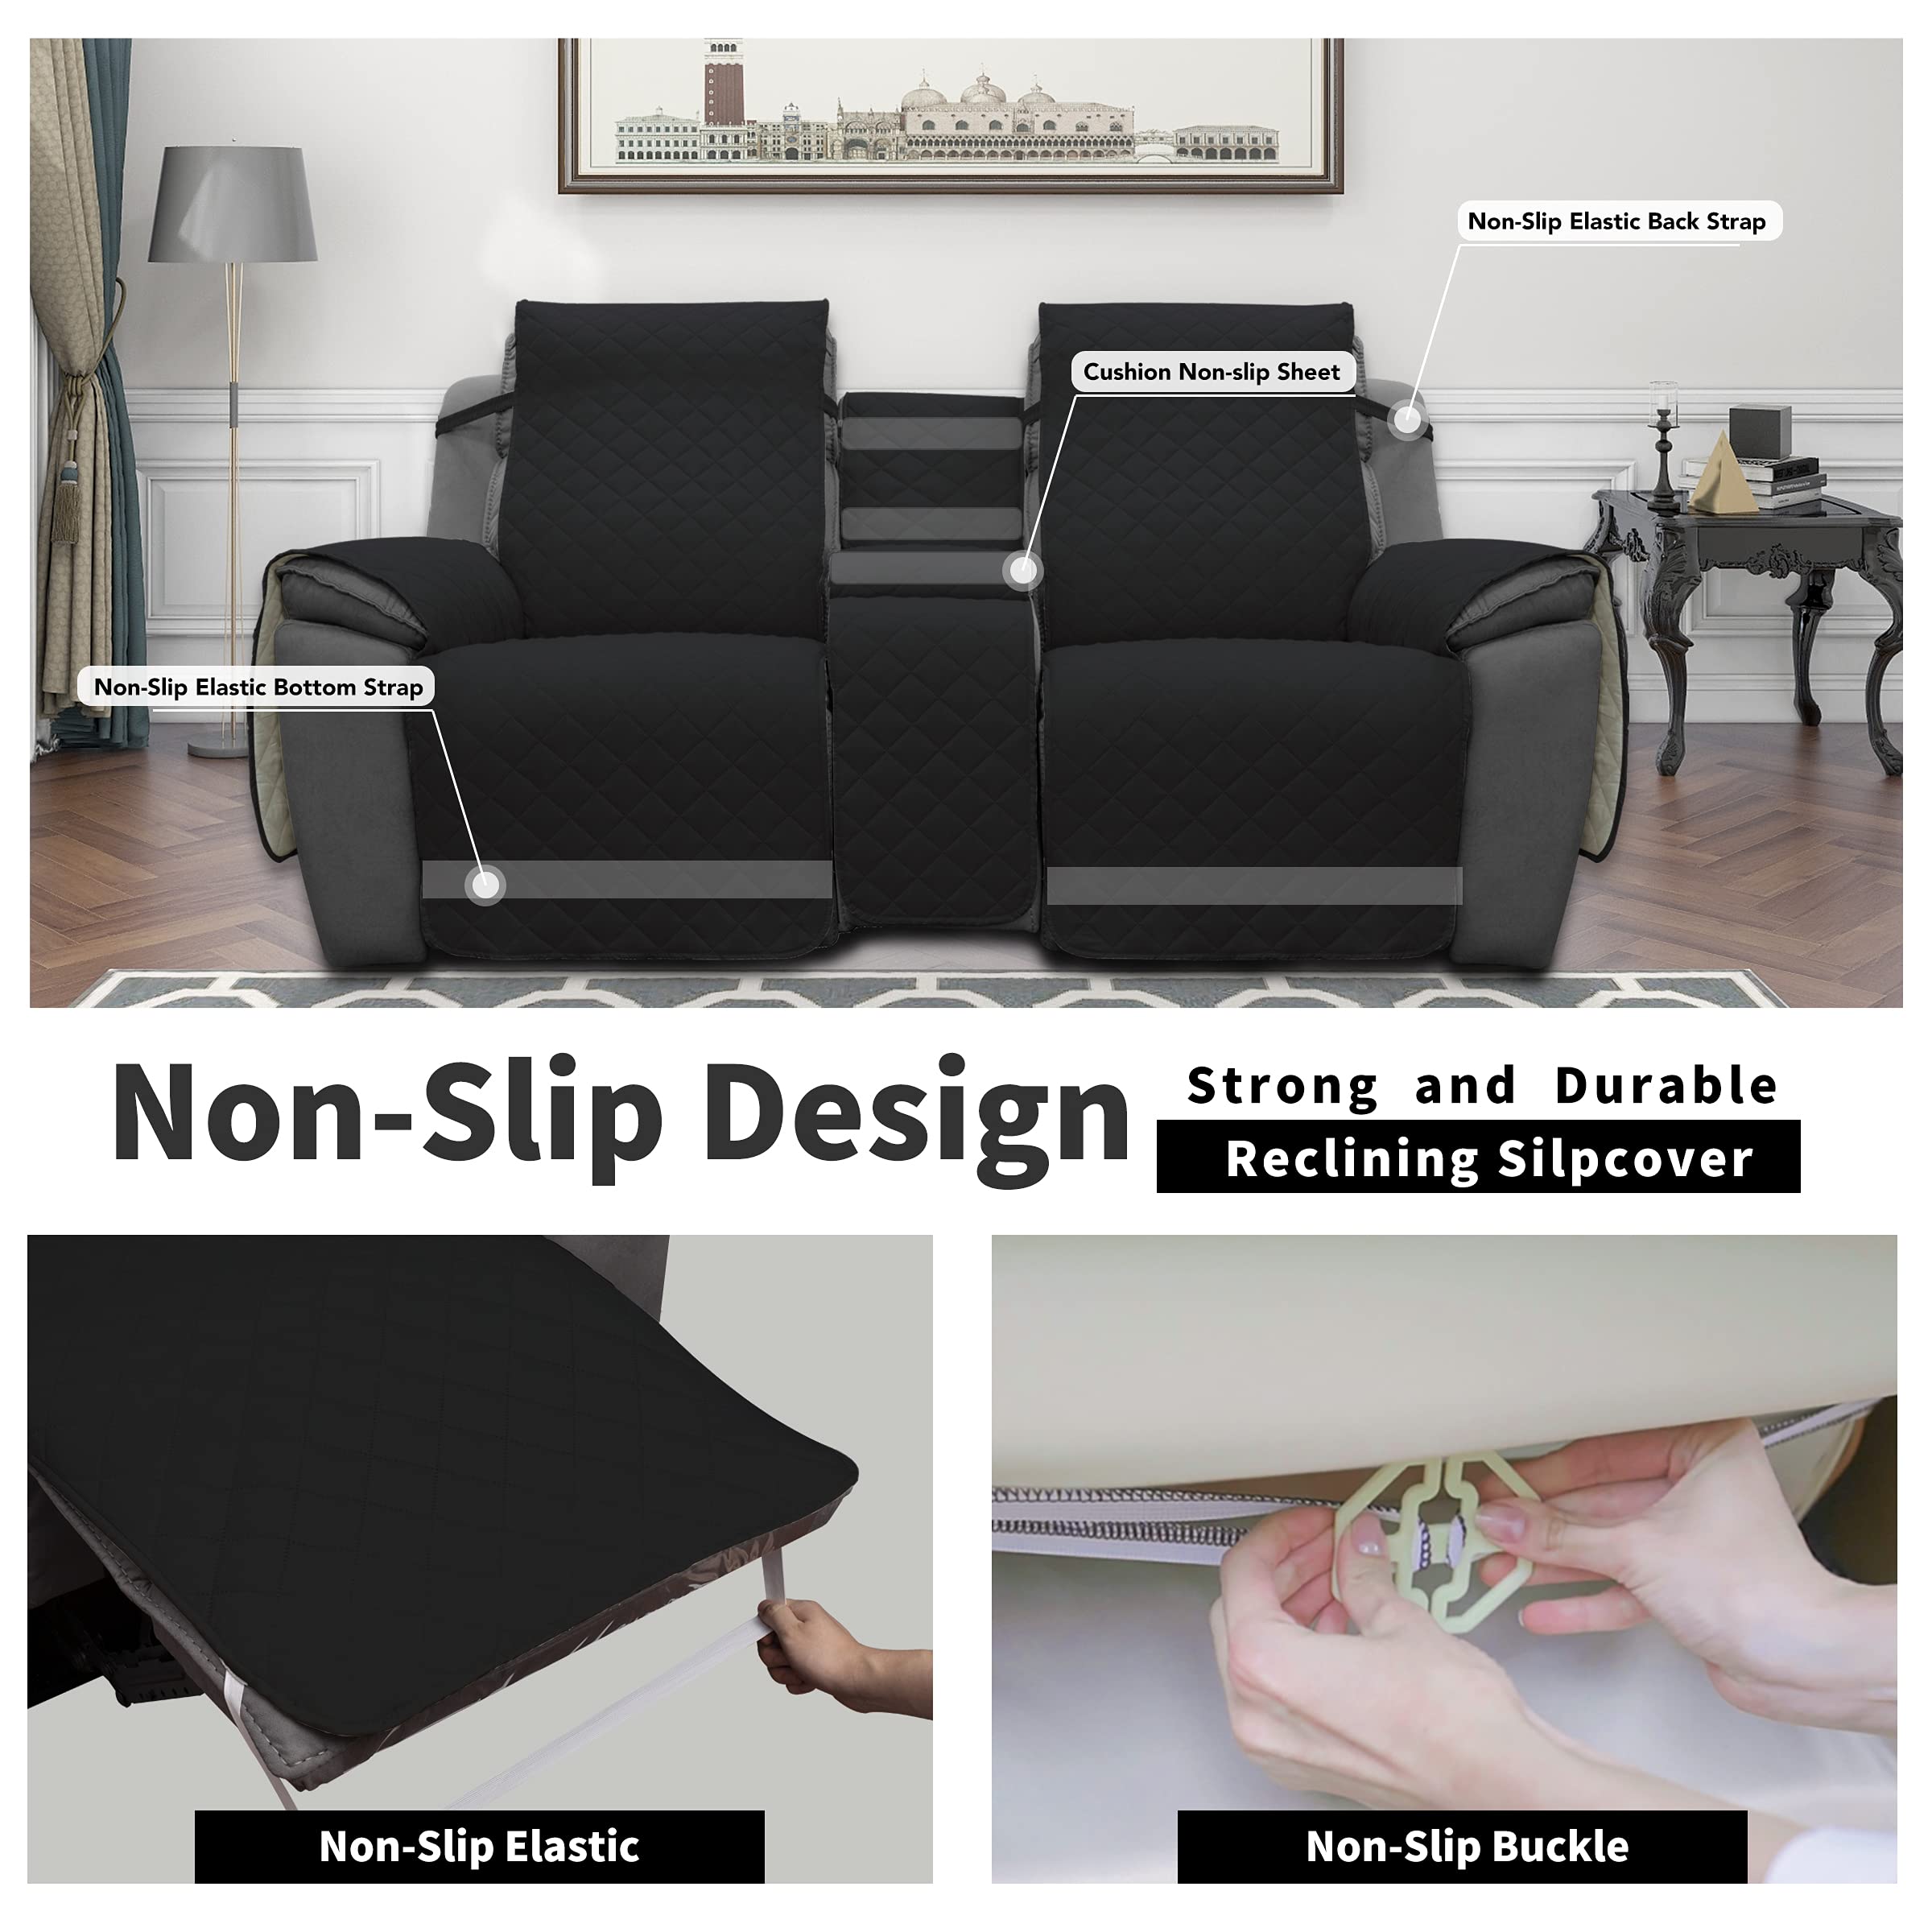 Non-Slip Elastic Back Strap
Cushion Non-slip Sheet
Non-Slip Elastic Bottom Strap
Non-Slip Design
Strong and Durable
Reclining Silpcover
Non-Slip Elastic
Non-Slip Buckle